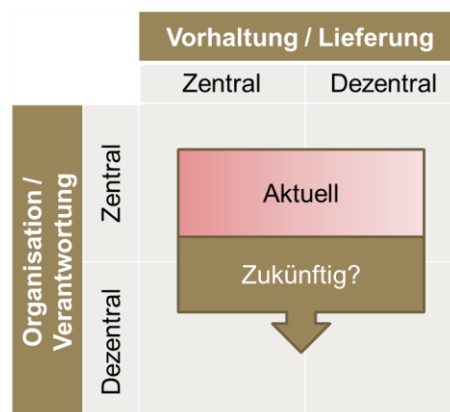 Vorhaltung / Lieferung
Zentral
Dezentral
Organisation /
Verantwortung
Zentral
Dezentral
Aktuell
Zukünftig?